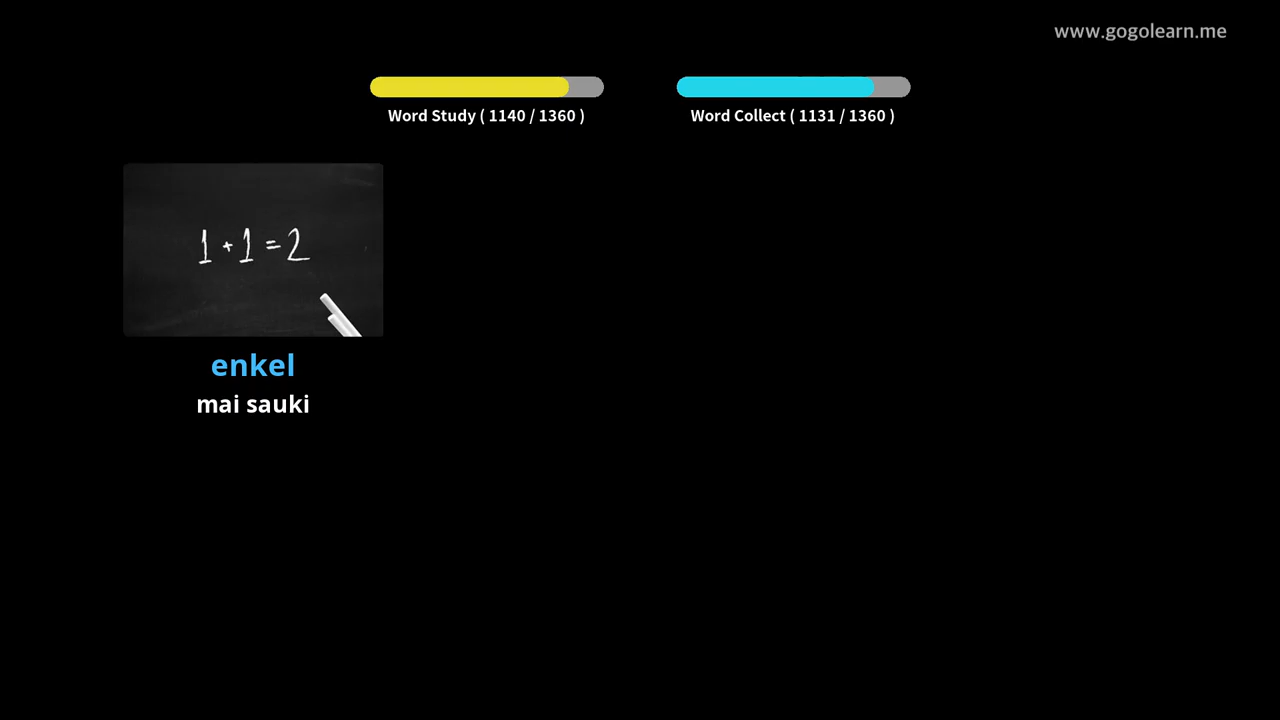 www.gogolearn.me
Word Study ( 1140 / 1360 )
Word Collect ( 1131 / 1360 )
1 + 1 = 2
enkel
mai sauki